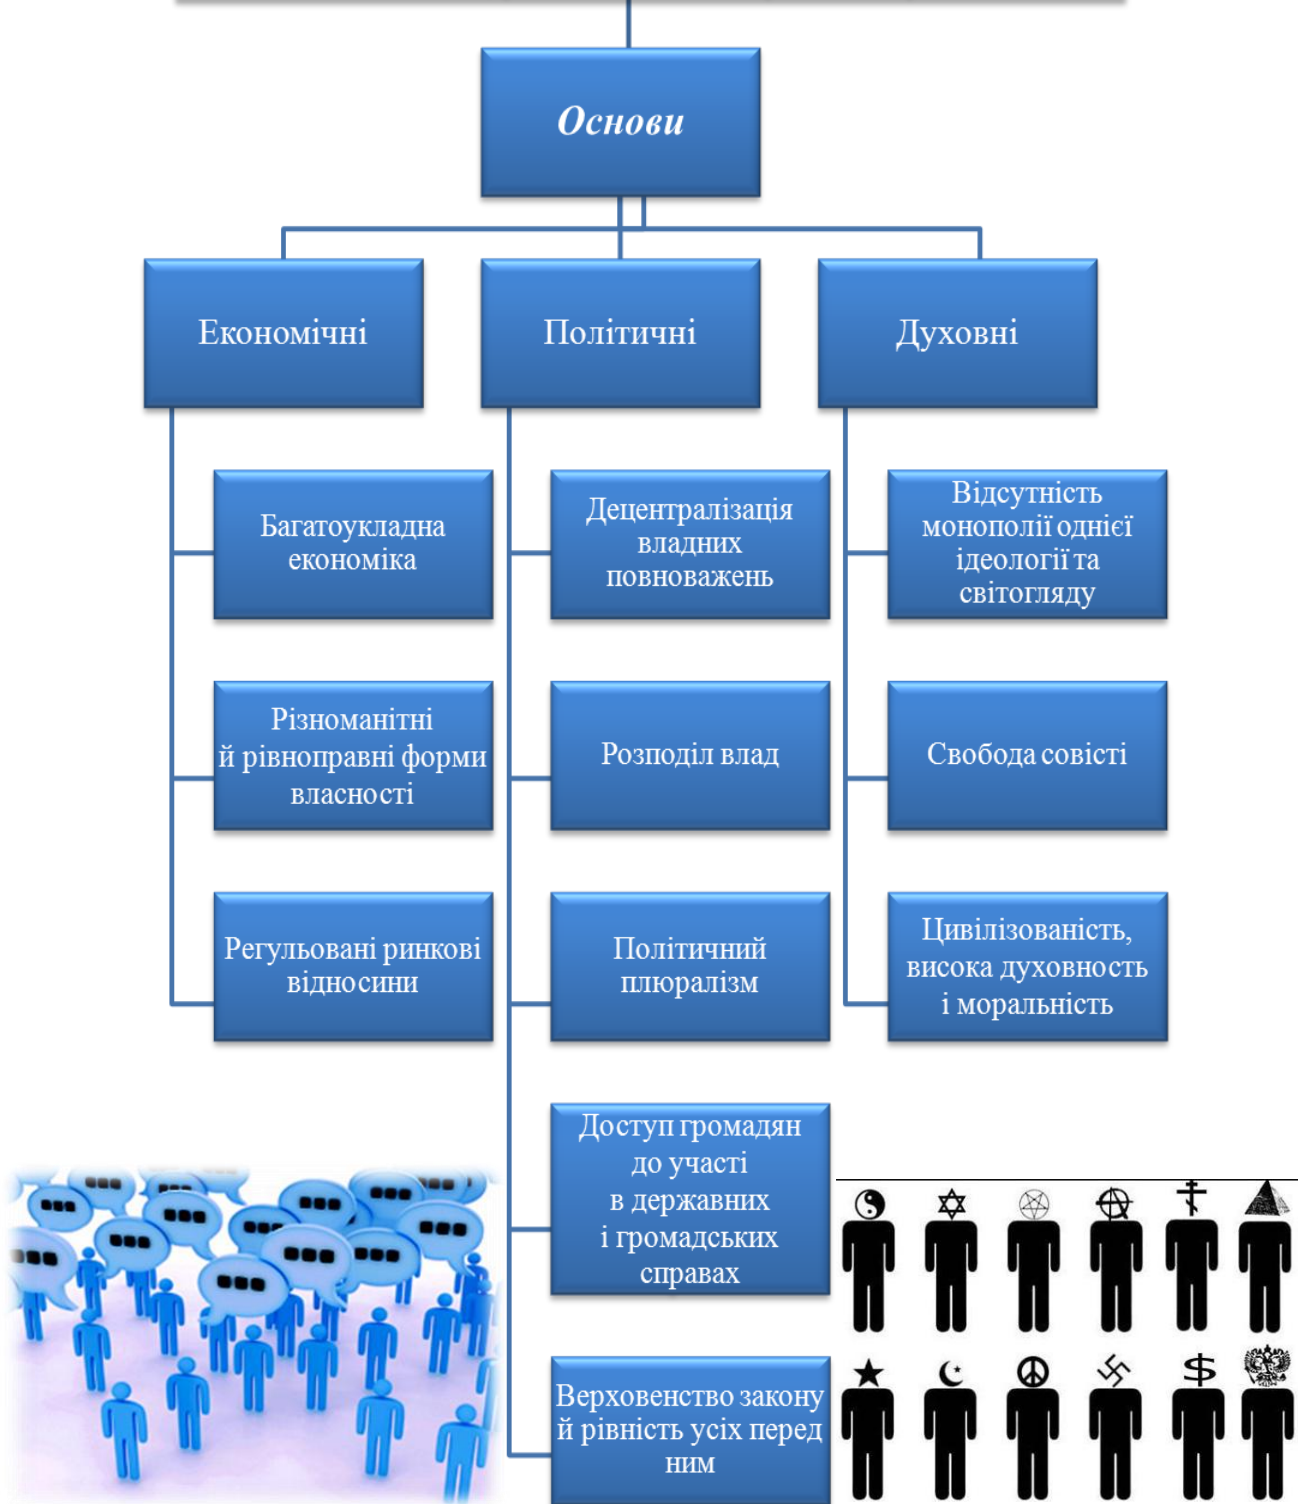 Основи
Економічні
Політичні
Духовні
Багатоукладна
економіка
Різноманітні
й рівноправні форми
власності
Регульовані ринкові
відносини
Децентралізація
владних
повноважень
Розподіл влад
Політичний
плюралізм
Доступ громадян
до участі
в державних
і громадських
справах
Верховенство закону
й рівність усіх перед
ним
Відсутність
монополії однієї
ідеології та
світогляду
Свобода совісті
Цивілізованість,
висока духовность
і моральність